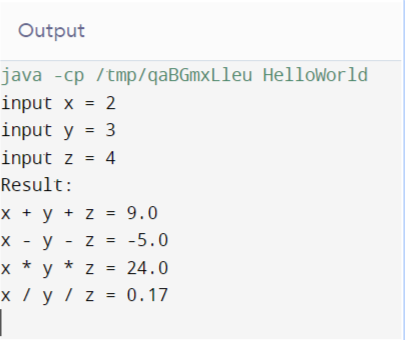 Output
java -cp /tmp/qaBGmxLleu HelloWorld
input x = 2
input y = 3
input z = 4
Result:
x + y + z = 9.0
x - y - z = -5.0
x * y * z = 24.0
x / y / z = 0.17